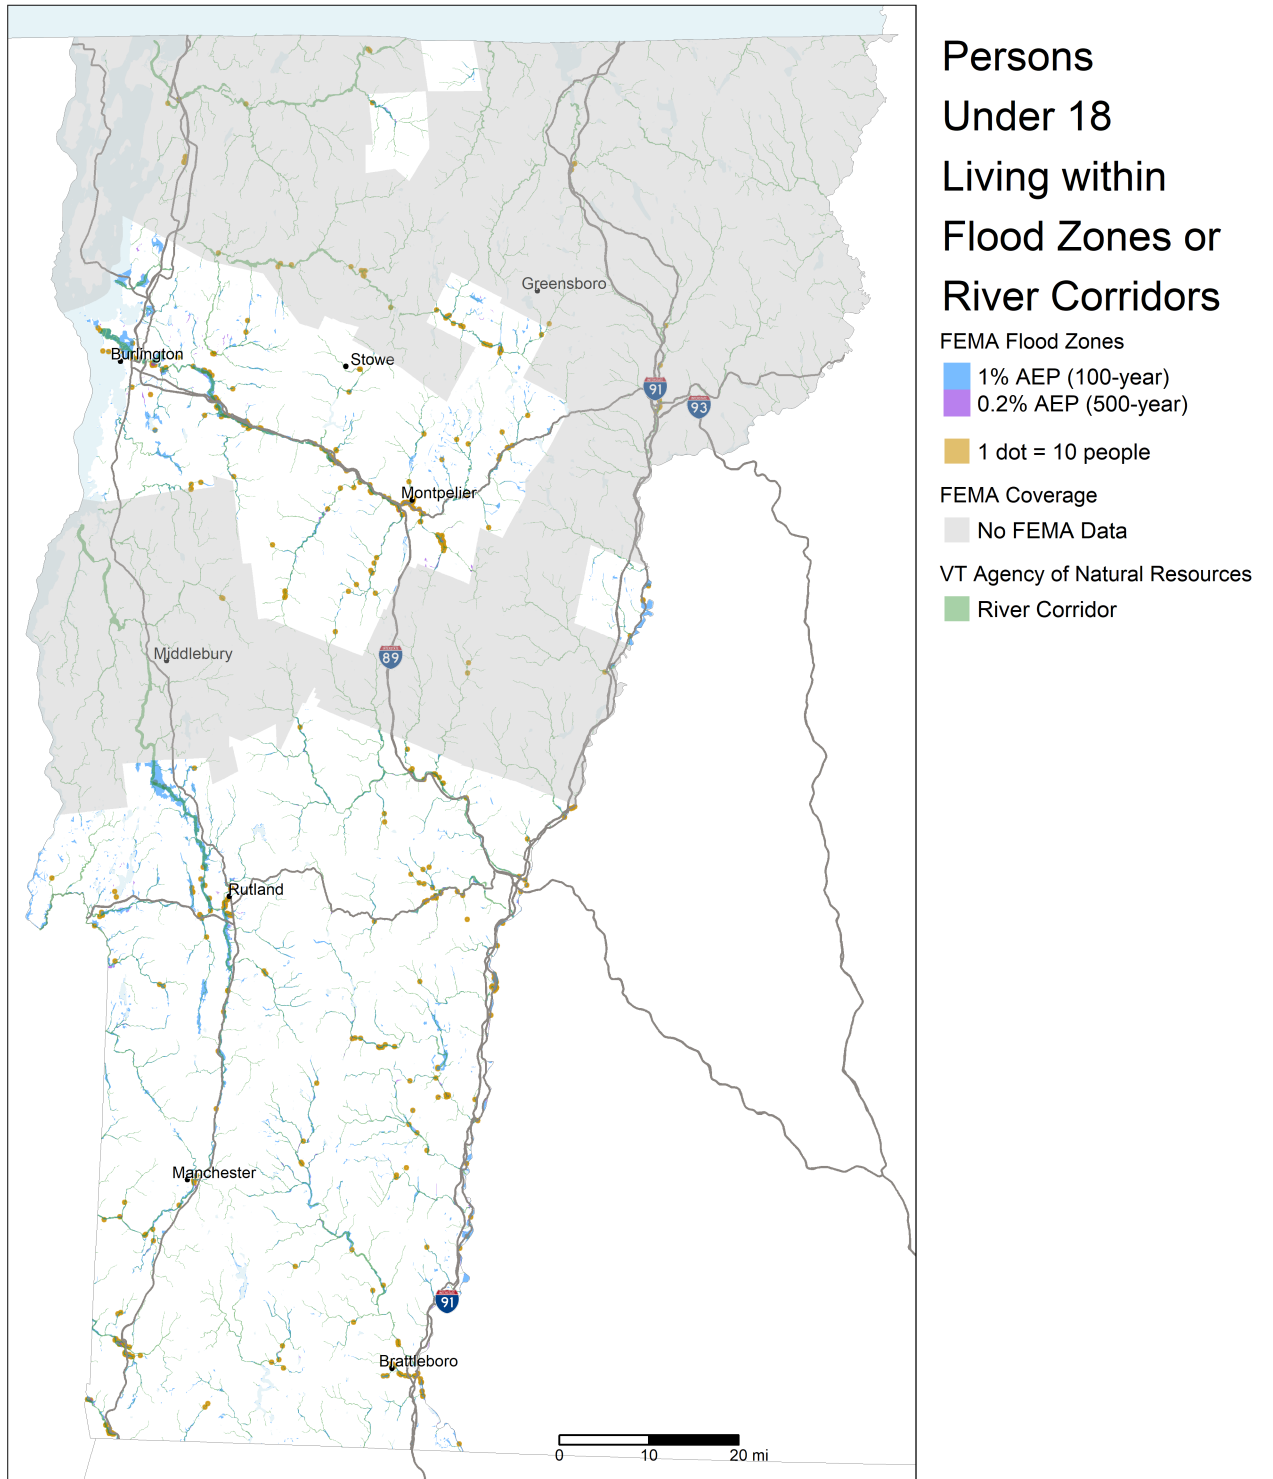 Persons
Under 18
Living within
Flood Zones or
River Corridors
FEMA Flood Zones
1% AEP (100-year)
0.2% AEP (500-year)
1 dot = 10 people
FEMA Coverage
No FEMA Data
VT Agency of Natural Resources
River Corridor
Greensboro
Burlington
Stowe
91
93
Montpelier
Middlebury
89
Rutland
Manchester
91
Brattleboro
0 10 20 mi